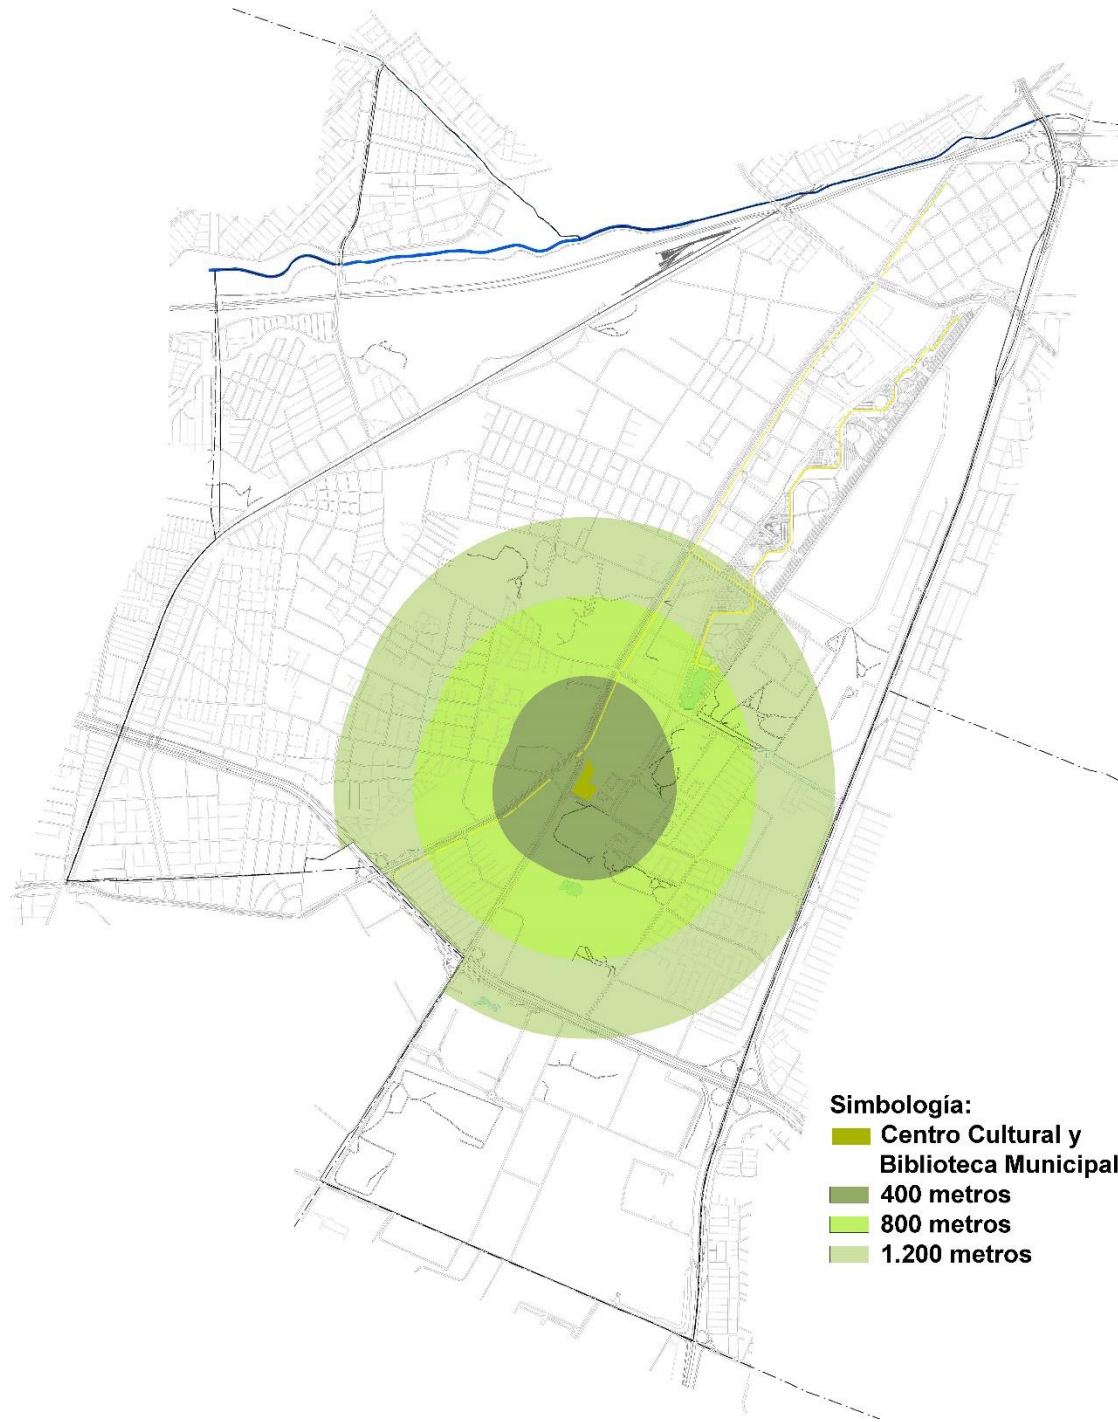 Simbología:
Centro Cultural y
Biblioteca Municipal
400 metros
800 metros
1.200 metros